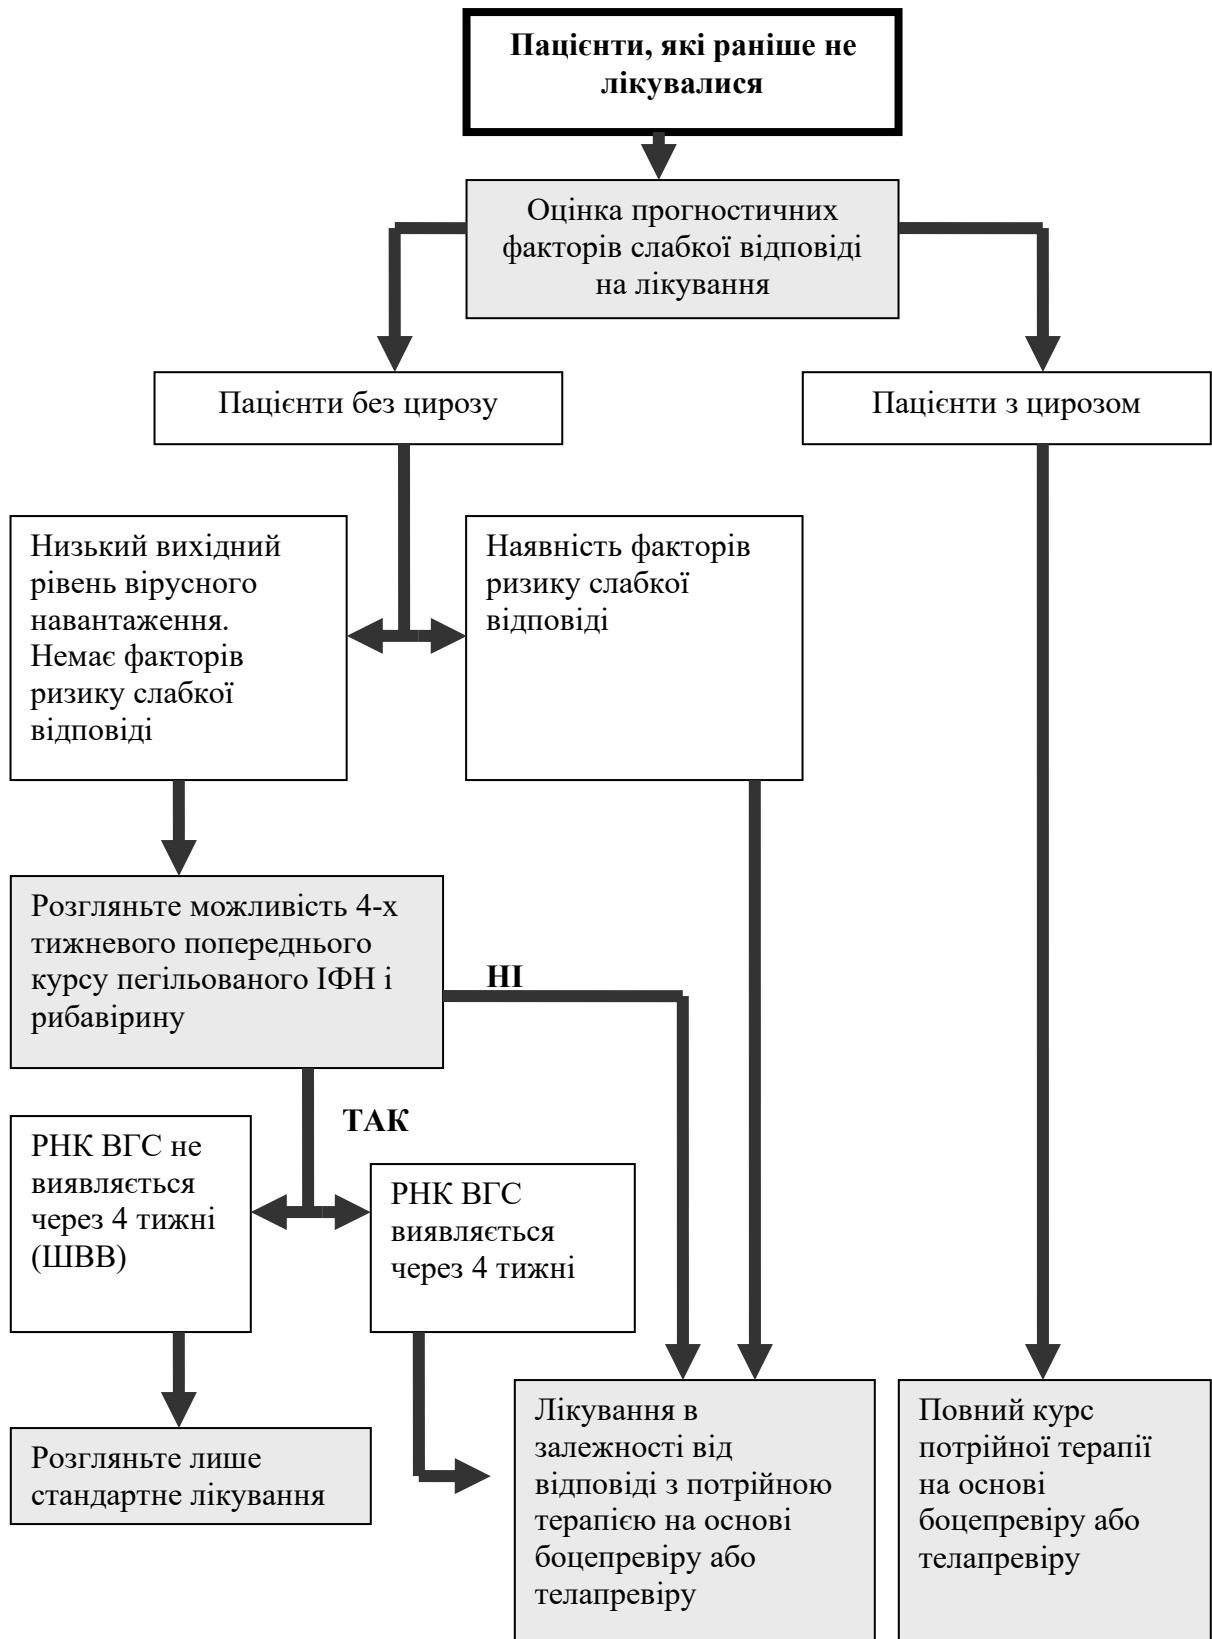 Пацієнти, які раніше не
лікувалися
Оцінка прогностичних
факторів слабкої відповіді
на лікування
Пацієнти без цирозу
Пацієнти з цирозом
Низький вихідний
рівень вірусного
навантаження.
Немає факторів
ризику слабкої
відповіді
Наявність факторів
ризику слабкої
відповіді
Розгляньте можливість 4-х
тижневого попереднього
курсу пегільованого ІФН і
рибавірину
НІ
ТАК
РНК ВГС не
виявляється
через 4 тижні
(ШВВ)
РНК ВГС
виявляється
через 4 тижні
Розгляньте лише
стандартне лікування
Лікування в
залежності від
відповіді з потрійною
терапією на основі
боцепревіру або
телапревіру
Повний курс
потрійної терапії
на основі
боцепревіру або
телапревіру